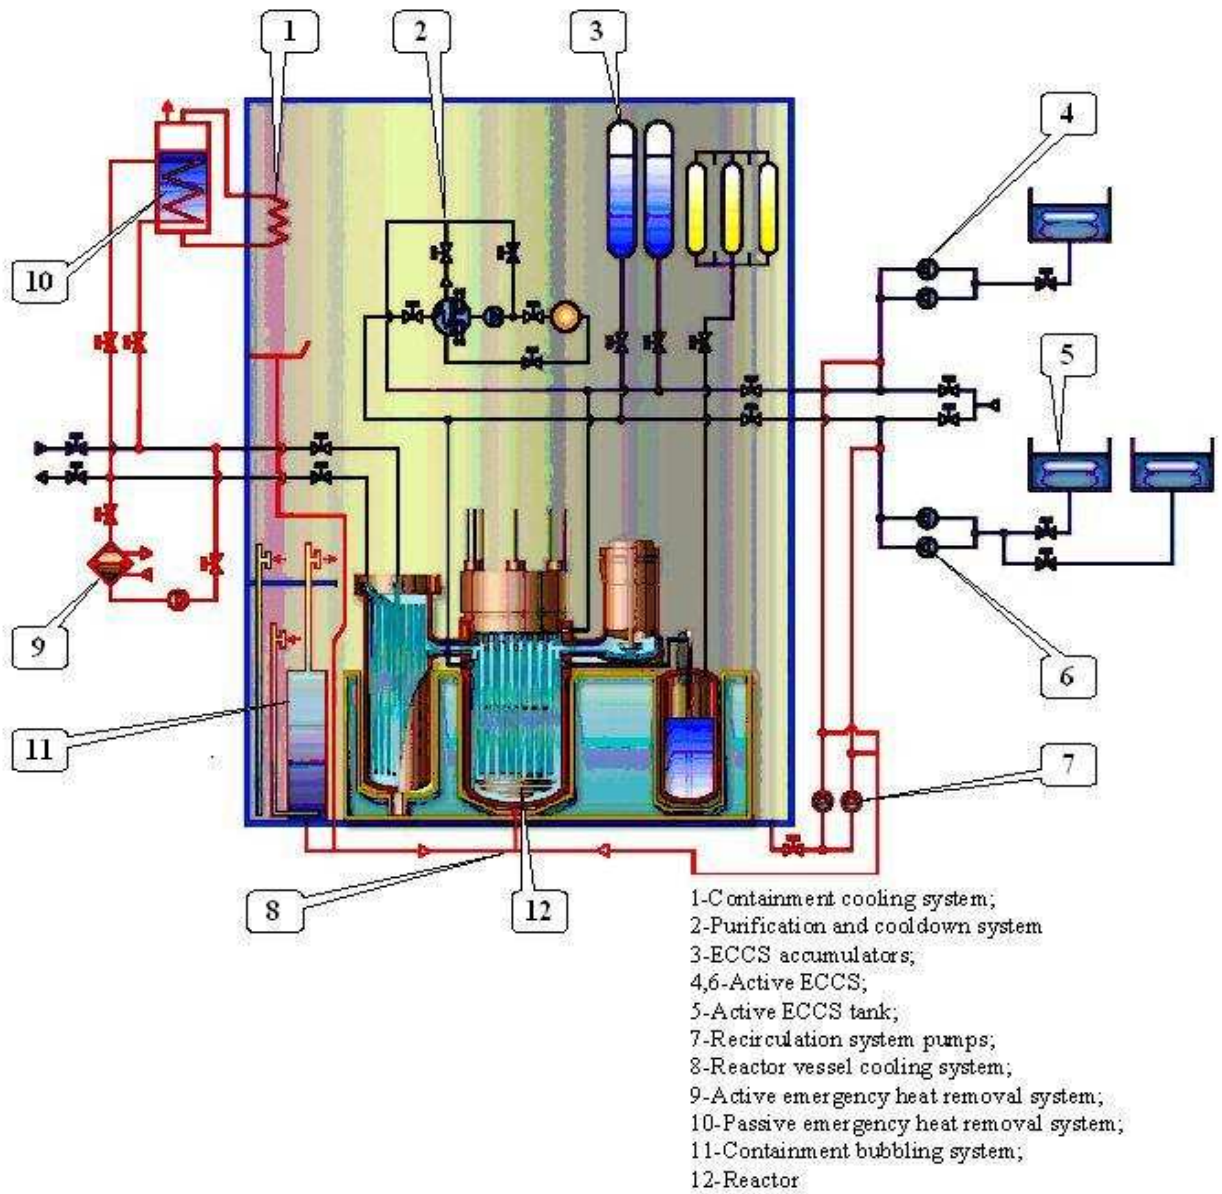 1
2
3
4
10
5
9
6
11
7
8
12
1-Containment cooling system;
2-Purification and cooldown system
3-ECCS accumulators;
4,6-Active ECCS;
5-Active ECCS tank;
7-Recirculation system pumps;
8-Reactor vessel cooling system;
9-Active emergency heat removal system;
10-Passive emergency heat removal system;
11-Containment bubbling system;
12-Reactor